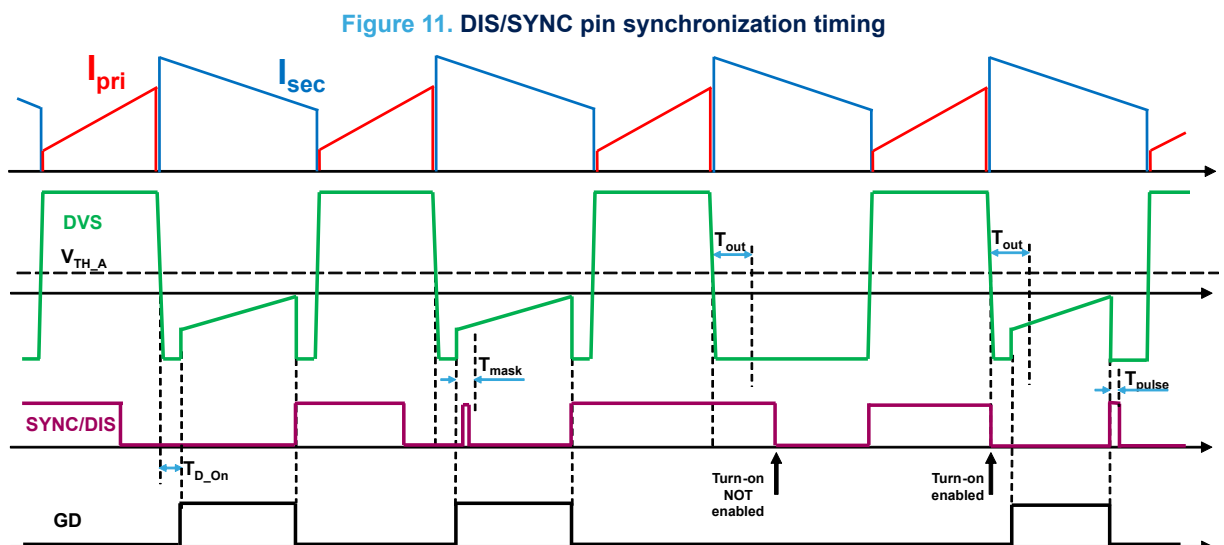 Figure 11. DIS/SYNC pin synchronization timing
Ipri
Isec
DVS
VTH_A
Tout
Tout
Tmask
Tpulse
SYNC/DIS
TD_On
Turn-on
NOT
enabled
Turn-on
enabled
GD